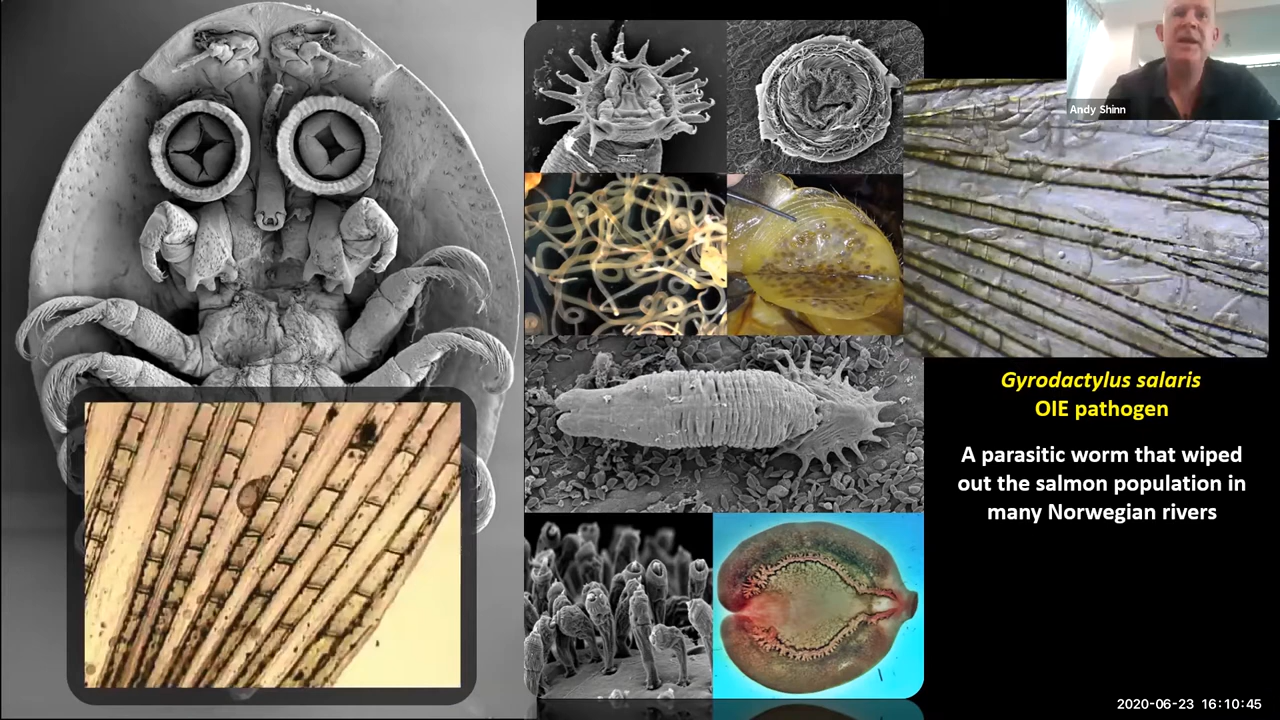 Andy Shinn
Gyrodactylus salaris
OIE pathogen
A parasitic worm that wiped
out the salmon population in
many Norwegian rivers
2020-06-23 16:10:45